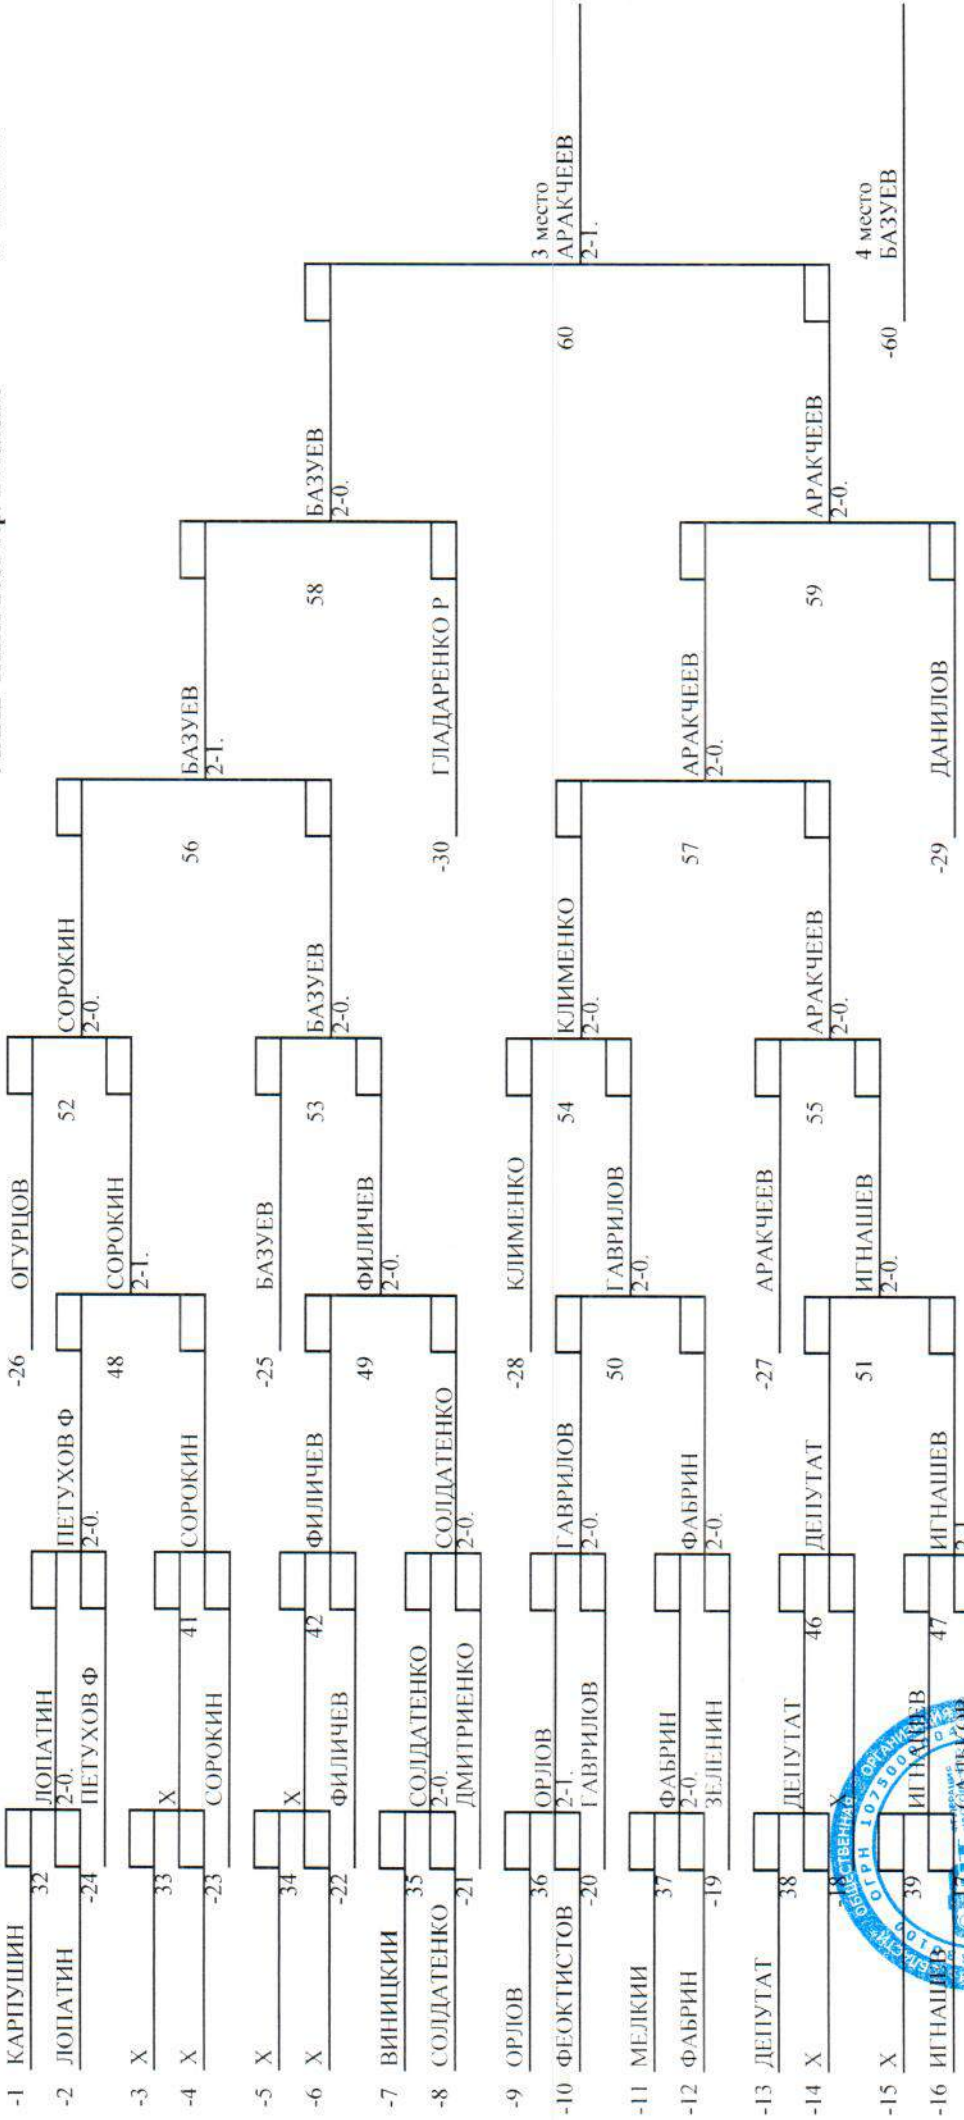 -1 КАРПУШИН
32
-2 ЛОПАТИН
ЛОПАТИН
2-0.
-24 ПЕТУХОВ Ф
ПЕТУХОВ Ф
2-0.
-3 X
33
-4 X
X
41
-23 СОРОКИН
СОРОКИН
48
СОРОКИН
2-1.
-26 ОГУРЦОВ
52
СОРОКИН
2-0.
-5 X
34
-6 X
X
42
-22 ФИЛИЧЕВ
ФИЛИЧЕВ
-7 ВИНИЦКИЙ
35
-8 СОЛДАТЕНКО
СОЛДАТЕНКО
2-0.
-21 ДМИТРИЕНКО
СОЛДАТЕНКО
2-0.
49
ФИЛИЧЕВ
2-0.
-25 БАЗУЕВ
53
БАЗУЕВ
2-0.
56
БАЗУЕВ
2-1.
-30 ГЛАДАРЕНКО Р
58
БАЗУЕВ
2-0.
-9 ОРЛОВ
36
-10 ФЕОКТИСТОВ
ОРЛОВ
2-1.
-20 ГАВРИЛОВ
ГАВРИЛОВ
2-0.
-11 МЕЛКИЙ
37
-12 ФАБРИН
ФАБРИН
2-0.
-19 ЗЕЛЕНИН
ФАБРИН
2-0.
50
ГАВРИЛОВ
2-0.
-28 КЛИМЕНКО
54
КЛИМЕНКО
2-0.
-13 ДЕПУТАТ
38
-14 X
ДЕПУТАТ
46
-18 X
ДЕПУТАТ
-15 X
39
-16 ИГНАШЕВ
ИГНАШЕВ
47
ИГНАШЕВ
51
ИГНАШЕВ
2-0.
-27 АРАКЧЕЕВ
55
АРАКЧЕЕВ
2-0.
57
АРАКЧЕЕВ
2-0.
-29 ДАНИЛОВ
59
АРАКЧЕЕВ
2-0.
60
3 место
АРАКЧЕЕВ
2-1.
4 место
-60 БАЗУЕВ
ОБЩЕСТВЕННАЯ ОРГАНИЗАЦИЯ
ОГРН 1075000